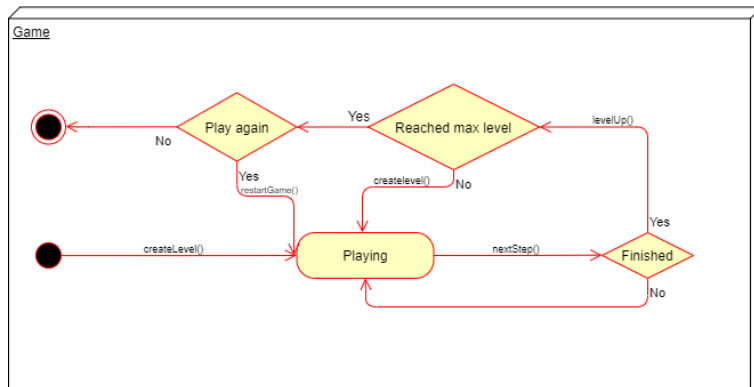 Game
levelUp()
Yes
Play again
Reached max level
No
Yes
createlevel()
No
restartGame()
Yes
createLevel()
Playing
nextStep()
Finished
No